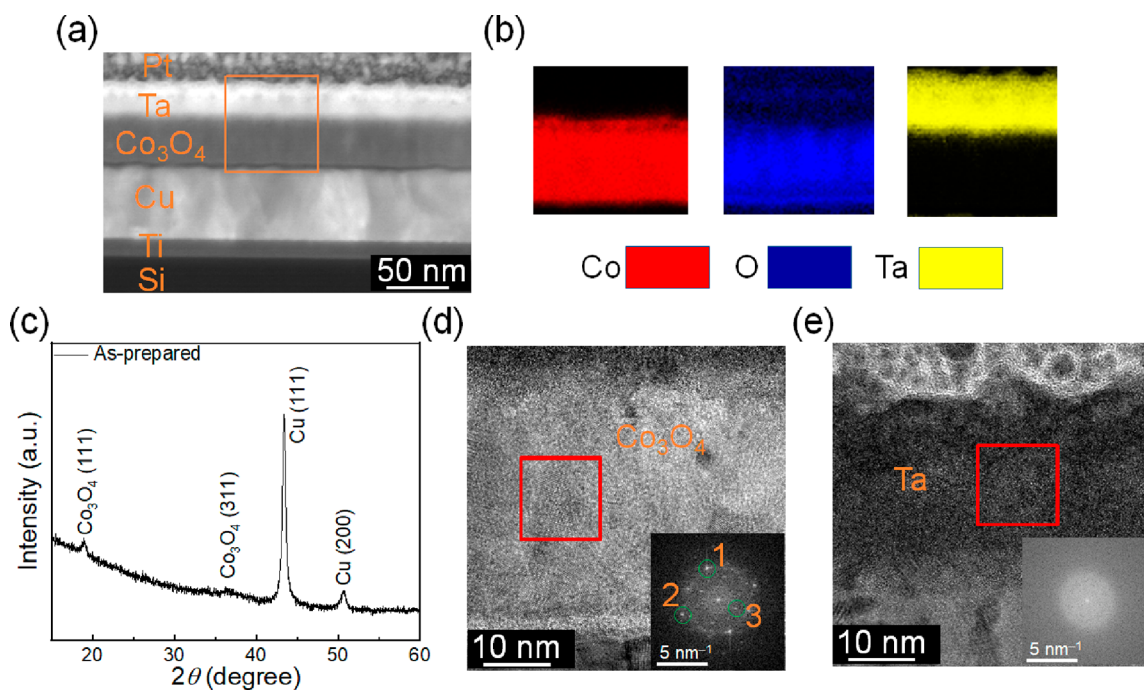 (a)
Pt
Ta
Co₃O₄
Cu
Ti
Si
50 nm
(b)
Co
O
Ta
(c)
As-prepared
Co₃O₄ (111)
Co₃O₄ (311)
Cu (111)
Cu (200)
Intensity (a.u.)
20 30 40 50 60
2θ (degree)
(d)
Co₃O₄
1
2
3
10 nm
5 nm⁻¹
(e)
Ta
10 nm
5 nm⁻¹